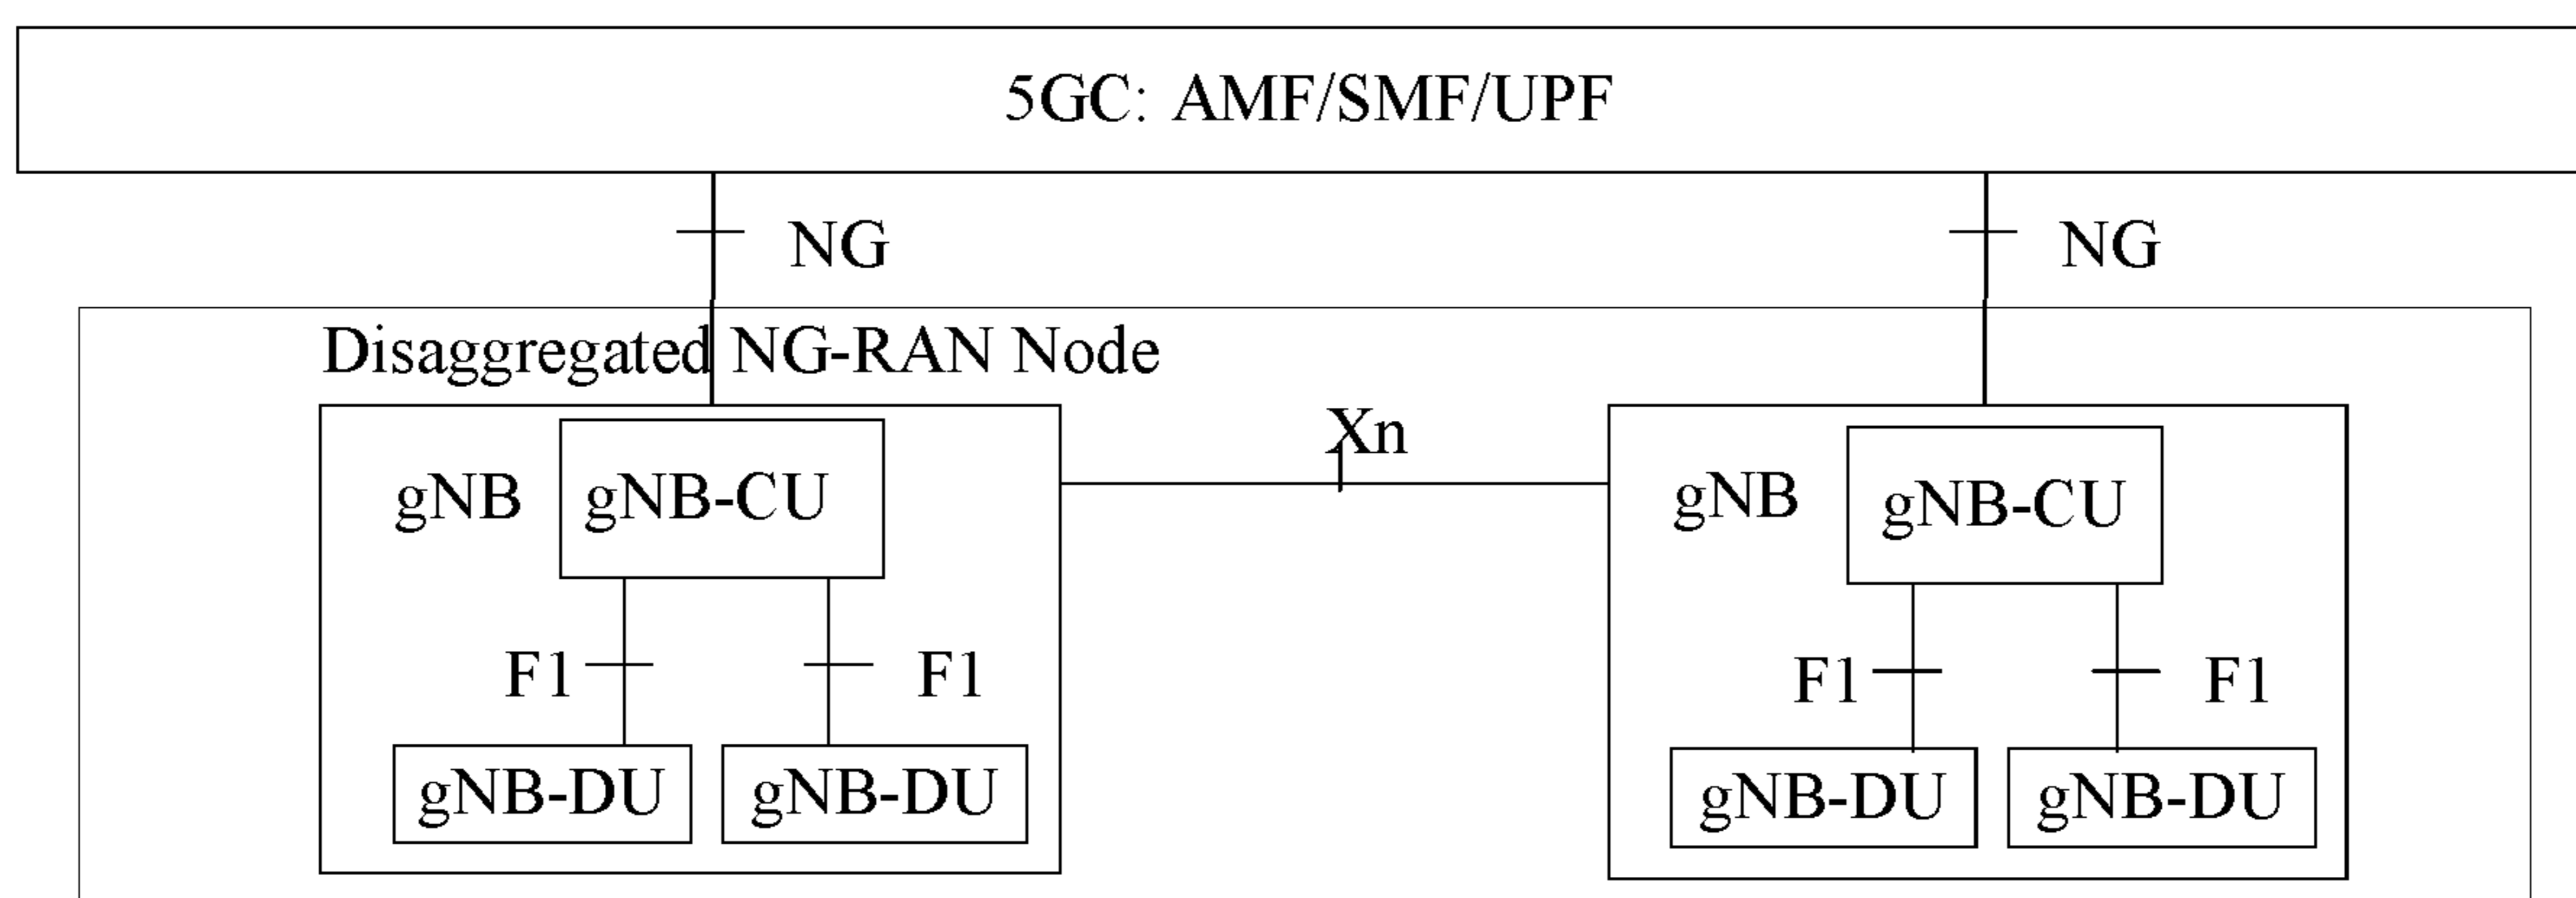 5GC: AMF/SMF/UPF
NG
NG
Disaggregated NG-RAN Node
Xn
gNB
gNB-CU
gNB
gNB-CU
F1
F1
F1
F1
gNB-DU
gNB-DU
gNB-DU
gNB-DU